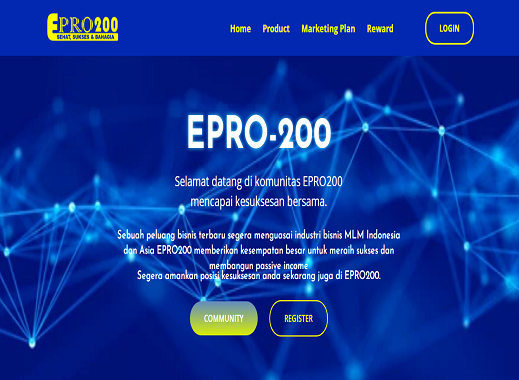 EPRO200
SEHAT, SUKSES & BAHAGIA
Home Product Marketing Plan Reward LOGIN
EPRO-200
Selamat datang di komunitas EPRO200
mencapai kesuksesan bersama.
Sebuah peluang bisnis terbaru segera menguasai industri bisnis MLM Indonesia
dan Asia EPRO200 memberikan kesempatan besar untuk meraih sukses dan
membangun passive income
Segera amankan posisi kesuksesan anda sekarang juga di EPRO200.
COMMUNITY REGISTER